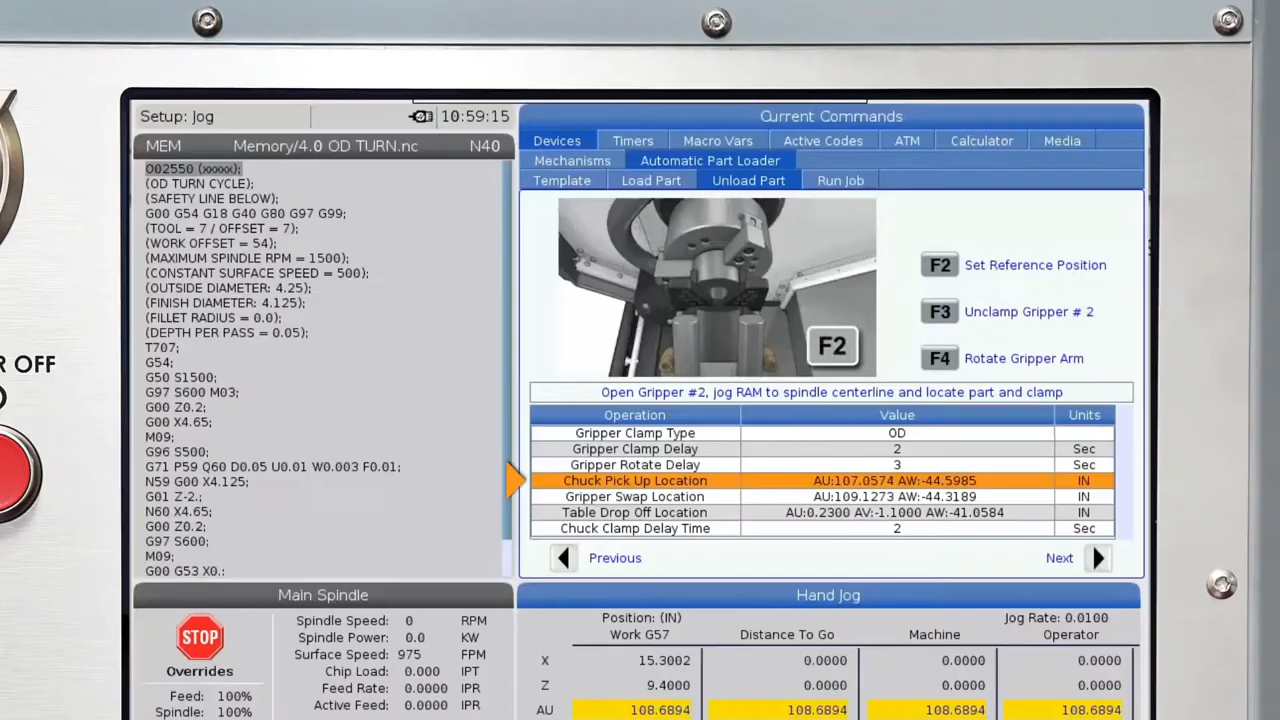 Setup: Jog
10:59:15
MEM Memory/4.0 OD TURN.nc N40
O02550 (xxxxx);
(OD TURN CYCLE);
(SAFETY LINE BELOW);
G00 G54 G18 G40 G80 G97 G99;
(TOOL = 7 / OFFSET = 7);
(WORK OFFSET = 54);
(MAXIMUM SPINDLE RPM = 1500);
(CONSTANT SURFACE SPEED = 500);
(OUTSIDE DIAMETER: 4.25);
(FINISH DIAMETER: 4.125);
(FILLET RADIUS = 0.0);
(DEPTH PER PASS = 0.05);
T707;
G54;
G50 S1500;
G97 S600 M03;
G00 Z0.2;
G00 X4.65;
M09;
G96 S500;
G71 P59 Q60 D0.05 U0.01 W0.003 F0.01;
N59 G00 X4.125;
G01 Z-2.;
N60 X4.65;
G00 Z0.2;
G97 S600;
M09;
G00 G53 X0.;
R OFF
Current Commands
Devices Timers Macro Vars Active Codes ATM Calculator Media
Mechanisms Automatic Part Loader
Template Load Part Unload Part Run Job
F2
F2 Set Reference Position
F3 Unclamp Gripper # 2
F4 Rotate Gripper Arm
Open Gripper #2, jog RAM to spindle centerline and locate part and clamp
Operation Value Units
Gripper Clamp Type OD
Gripper Clamp Delay 2 Sec
Gripper Rotate Delay 3 Sec
Chuck Pick Up Location AU:107.0574 AW:-44.5985 IN
Gripper Swap Location AU:109.1273 AW:-44.3189 IN
Table Drop Off Location AU:0.2300 AV:-1.1000 AW:-41.0584 IN
Chuck Clamp Delay Time 2 Sec
Previous Next
Main Spindle
STOP
Overrides
Feed: 100%
Spindle: 100%
Spindle Speed: 0 RPM
Spindle Power: 0.0 KW
Surface Speed: 975 FPM
Chip Load: 0.000 IPT
Feed Rate: 0.0000 IPR
Active Feed: 0.0000 IPR
Hand Jog
Position: (IN) Jog Rate: 0.0100
Work G57 Distance To Go Machine Operator
X 15.3002 0.0000 0.0000 0.0000
Z 9.4000 0.0000 0.0000 0.0000
AU 108.6894 108.6894 108.6894 108.6894